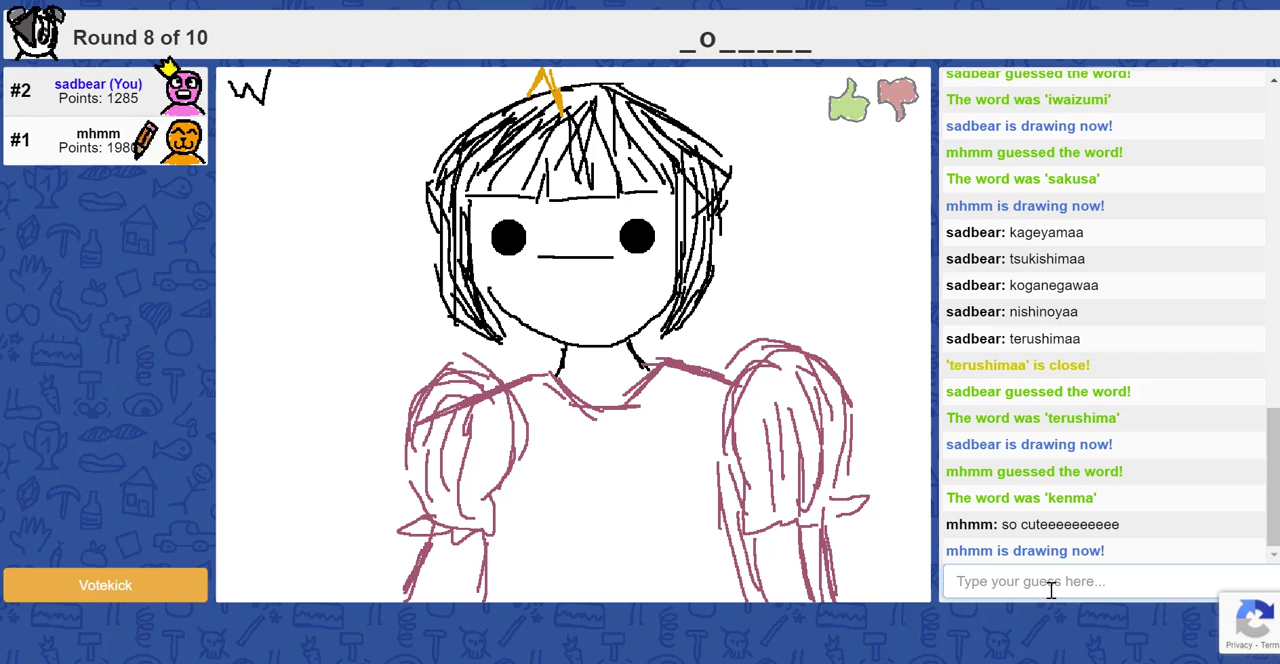 Round 8 of 10
_ o _ _ _ _ _
#2
sadbear (You)
Points: 1285
#1
mhmm
Points: 1980
Votekick
W
sadbear guessed the word!
The word was 'iwaizumi'
sadbear is drawing now!
mhmm guessed the word!
The word was 'sakusa'
mhmm is drawing now!
sadbear: kageyamaa
sadbear: tsukishimaa
sadbear: koganegawaa
sadbear: nishinoyaa
sadbear: terushimaa
'terushimaa' is close!
sadbear guessed the word!
The word was 'terushima'
sadbear is drawing now!
mhmm guessed the word!
The word was 'kenma'
mhmm: so cuteeeeeeeeee
mhmm is drawing now!
Type your guess here...
Privacy - Term